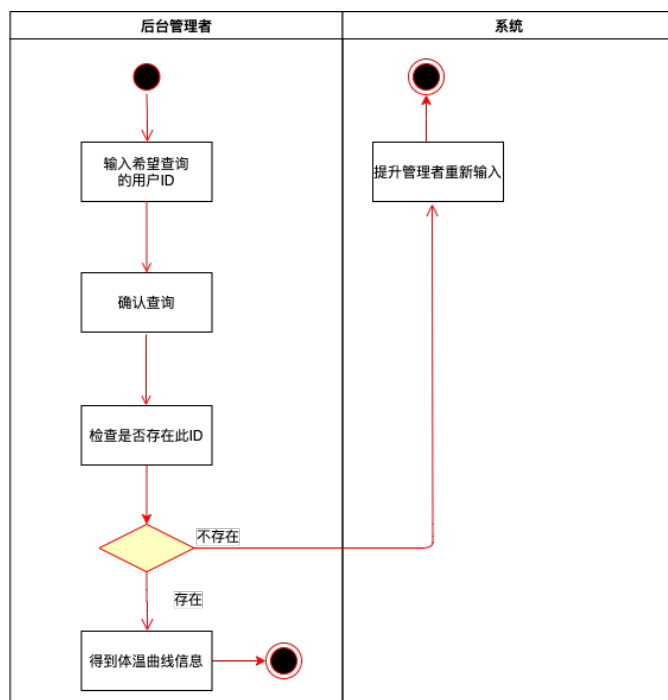 后台管理者
系统
输入希望查询
的用户ID
提升管理者重新输入
确认查询
检查是否存在此ID
不存在
存在
得到体温曲线信息